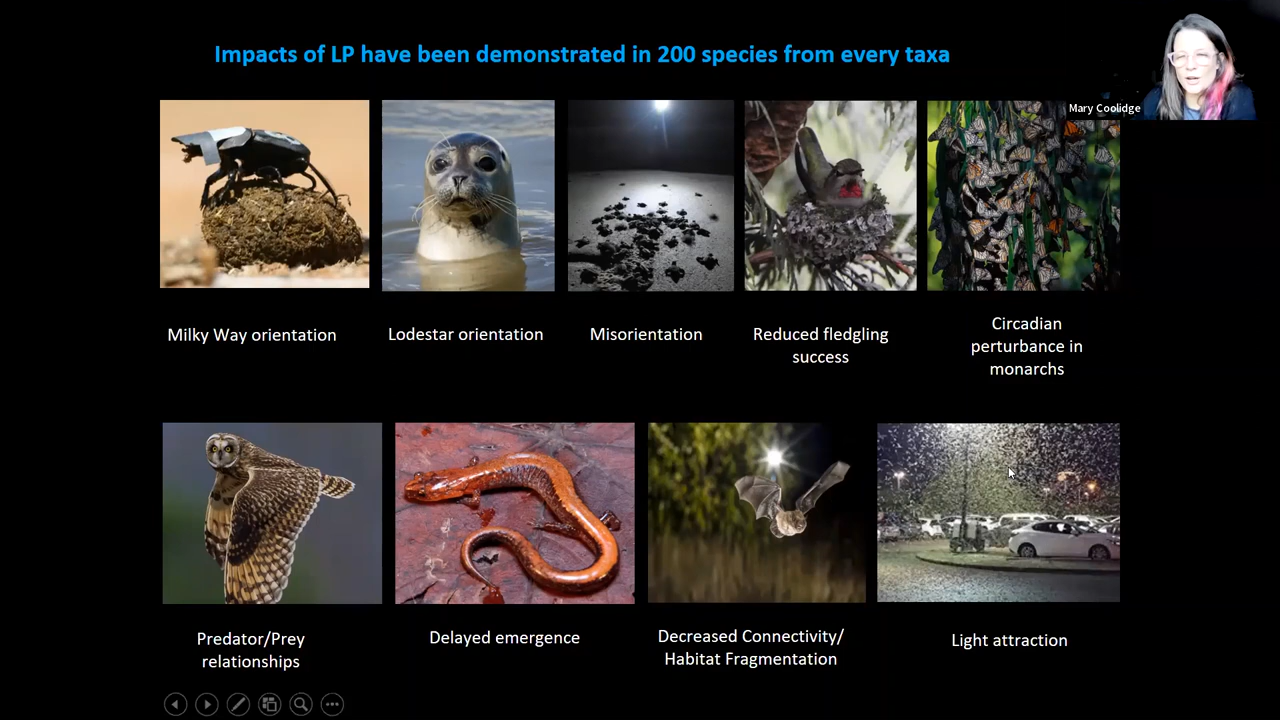 Impacts of LP have been demonstrated in 200 species from every taxa
Mary Coolidge
Milky Way orientation
Lodestar orientation
Misorientation
Reduced fledgling
success
Circadian
perturbance in
monarchs
Predator/Prey
relationships
Delayed emergence
Decreased Connectivity/
Habitat Fragmentation
Light attraction